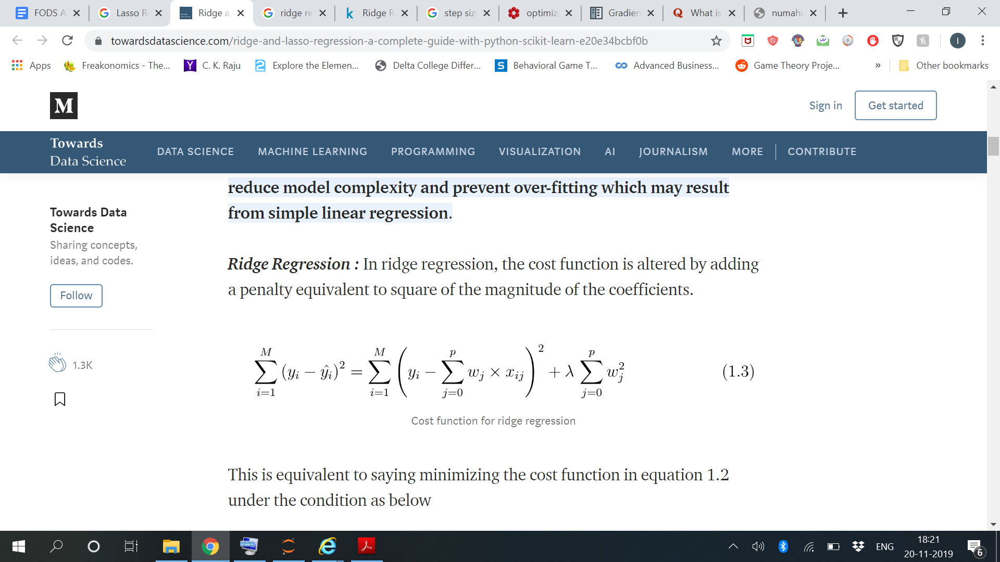 FODS A
Lasso R
Ridge a
ridge re
Ridge R
step siz
optimiz
Gradien
What is
numah
towardsdatascience.com/ridge-and-lasso-regression-a-complete-guide-with-python-scikit-learn-e20e34bcbf0b
Apps
Freakonomics - The...
C. K. Raju
Explore the Elemen...
Delta College Differ...
Behavioral Game T...
Advanced Business...
Game Theory Proje...
»
Other bookmarks
M
Sign in
Get started
Towards
Data Science
DATA SCIENCE
MACHINE LEARNING
PROGRAMMING
VISUALIZATION
AI
JOURNALISM
MORE
CONTRIBUTE
reduce model complexity and prevent over-fitting which may result
from simple linear regression.
Towards Data
Science
Sharing concepts,
ideas, and codes.
Follow
1.3K
Ridge Regression : In ridge regression, the cost function is altered by adding
a penalty equivalent to square of the magnitude of the coefficients.
\sum_{i=1}^{M} (y_i - \hat{y_i})^2 = \sum_{i=1}^{M} \left( y_i - \sum_{j=0}^{p} w_j \times x_{ij} \right)^2 + \lambda \sum_{j=0}^{p} w_j^2 (1.3)
Cost function for ridge regression
This is equivalent to saying minimizing the cost function in equation 1.2
under the condition as below
ENG
18:21
20-11-2019
6